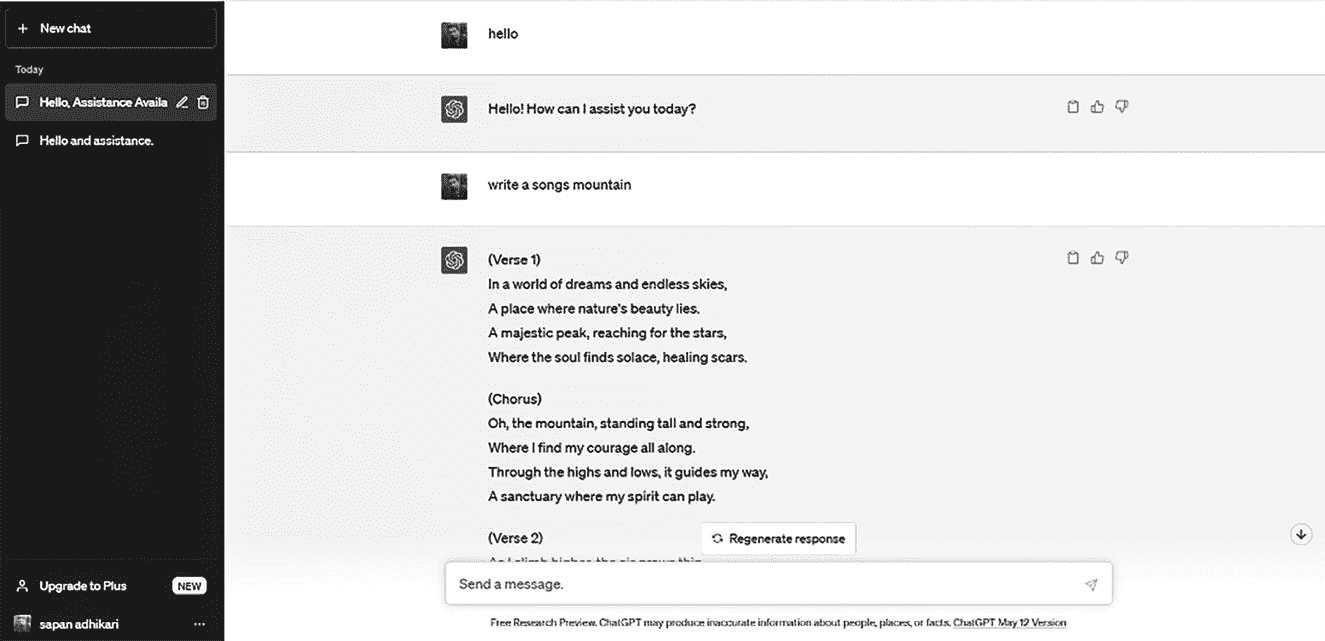 New chat
Today
Hello, Assistance Availa
Hello and assistance.
Upgrade to Plus NEW
sapan adhikari
hello
Hello! How can I assist you today?
write a songs mountain
(Verse 1)
In a world of dreams and endless skies,
A place where nature's beauty lies.
A majestic peak, reaching for the stars,
Where the soul finds solace, healing scars.
(Chorus)
Oh, the mountain, standing tall and strong,
Where I find my courage all along.
Through the highs and lows, it guides my way,
A sanctuary where my spirit can play.
(Verse 2)
Regenerate response
Send a message.
Free Research Preview. ChatGPT may produce inaccurate information about people, places, or facts. ChatGPT May 12 Version